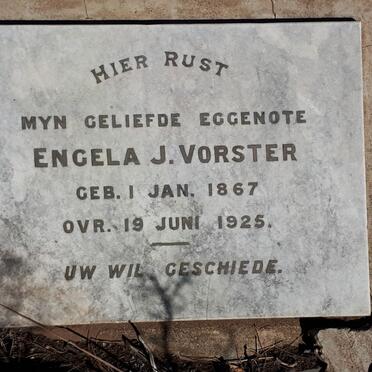 HIER RUST
MYN GELIEFDE EGGENOTE
ENGELA J. VORSTER
GEB. 1 JAN. 1867
OVR. 19 JUNI 1925.
UW WIL GESCHIEDE.